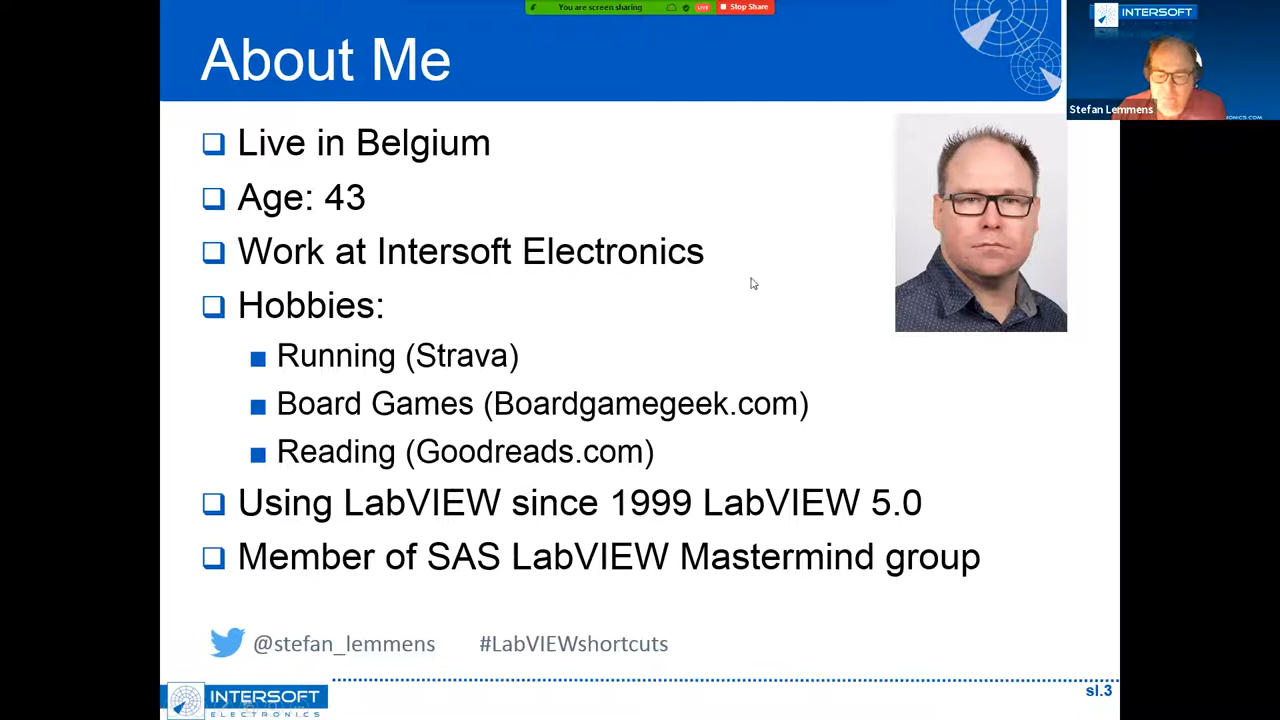 You are screen sharing
LIVE
Stop Share
About Me
INTERSOFT
Stefan Lemmens
Live in Belgium
Age: 43
Work at Intersoft Electronics
Hobbies:
Running (Strava)
Board Games (Boardgamegeek.com)
Reading (Goodreads.com)
Using LabVIEW since 1999 LabVIEW 5.0
Member of SAS LabVIEW Mastermind group
@stefan_lemmens #LabVIEWshortcuts
INTERSOFT
ELECTRONICS
sl.3